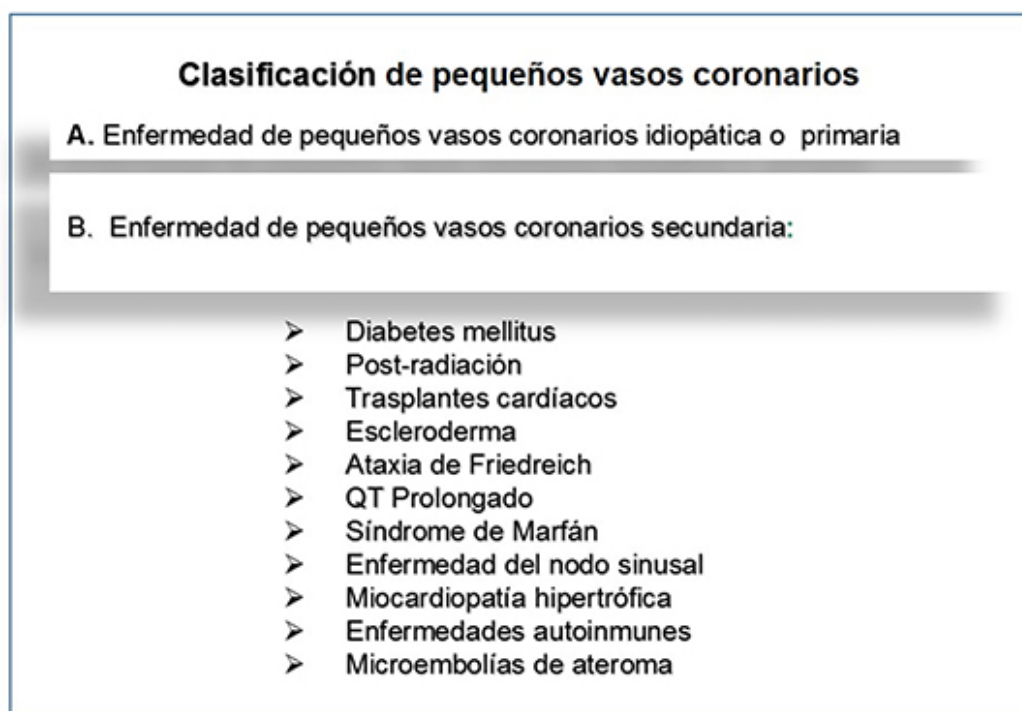 Clasificación de pequeños vasos coronarios
A. Enfermedad de pequeños vasos coronarios idiopática o primaria
B. Enfermedad de pequeños vasos coronarios secundaria:
➢ Diabetes mellitus
➢ Post-radiación
➢ Trasplantes cardíacos
➢ Escleroderma
➢ Ataxia de Friedreich
➢ QT Prolongado
➢ Síndrome de Marfán
➢ Enfermedad del nodo sinusal
➢ Miocardiopatía hipertrófica
➢ Enfermedades autoinmunes
➢ Microembolías de ateroma